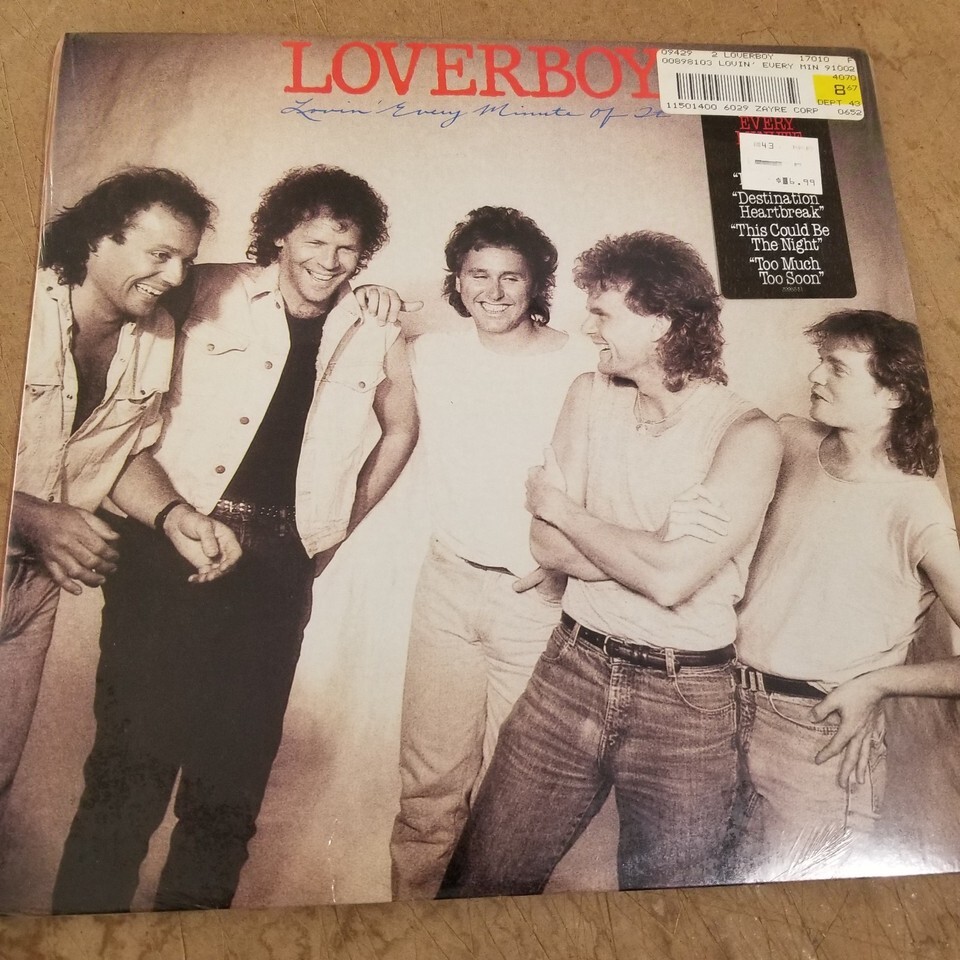 LOVERBOY
Lovin' Every Minute of It
09429 2 LOVERBOY 17010 F
00898103 LOVIN' EVERY MIN 91002
4070
8 67
DEPT 43
11501400 6029 ZAYRE CORP 0652
EVERY
43
$6.99
"Destination
Heartbreak"
"This Could Be
The Night"
"Too Much
Too Soon"